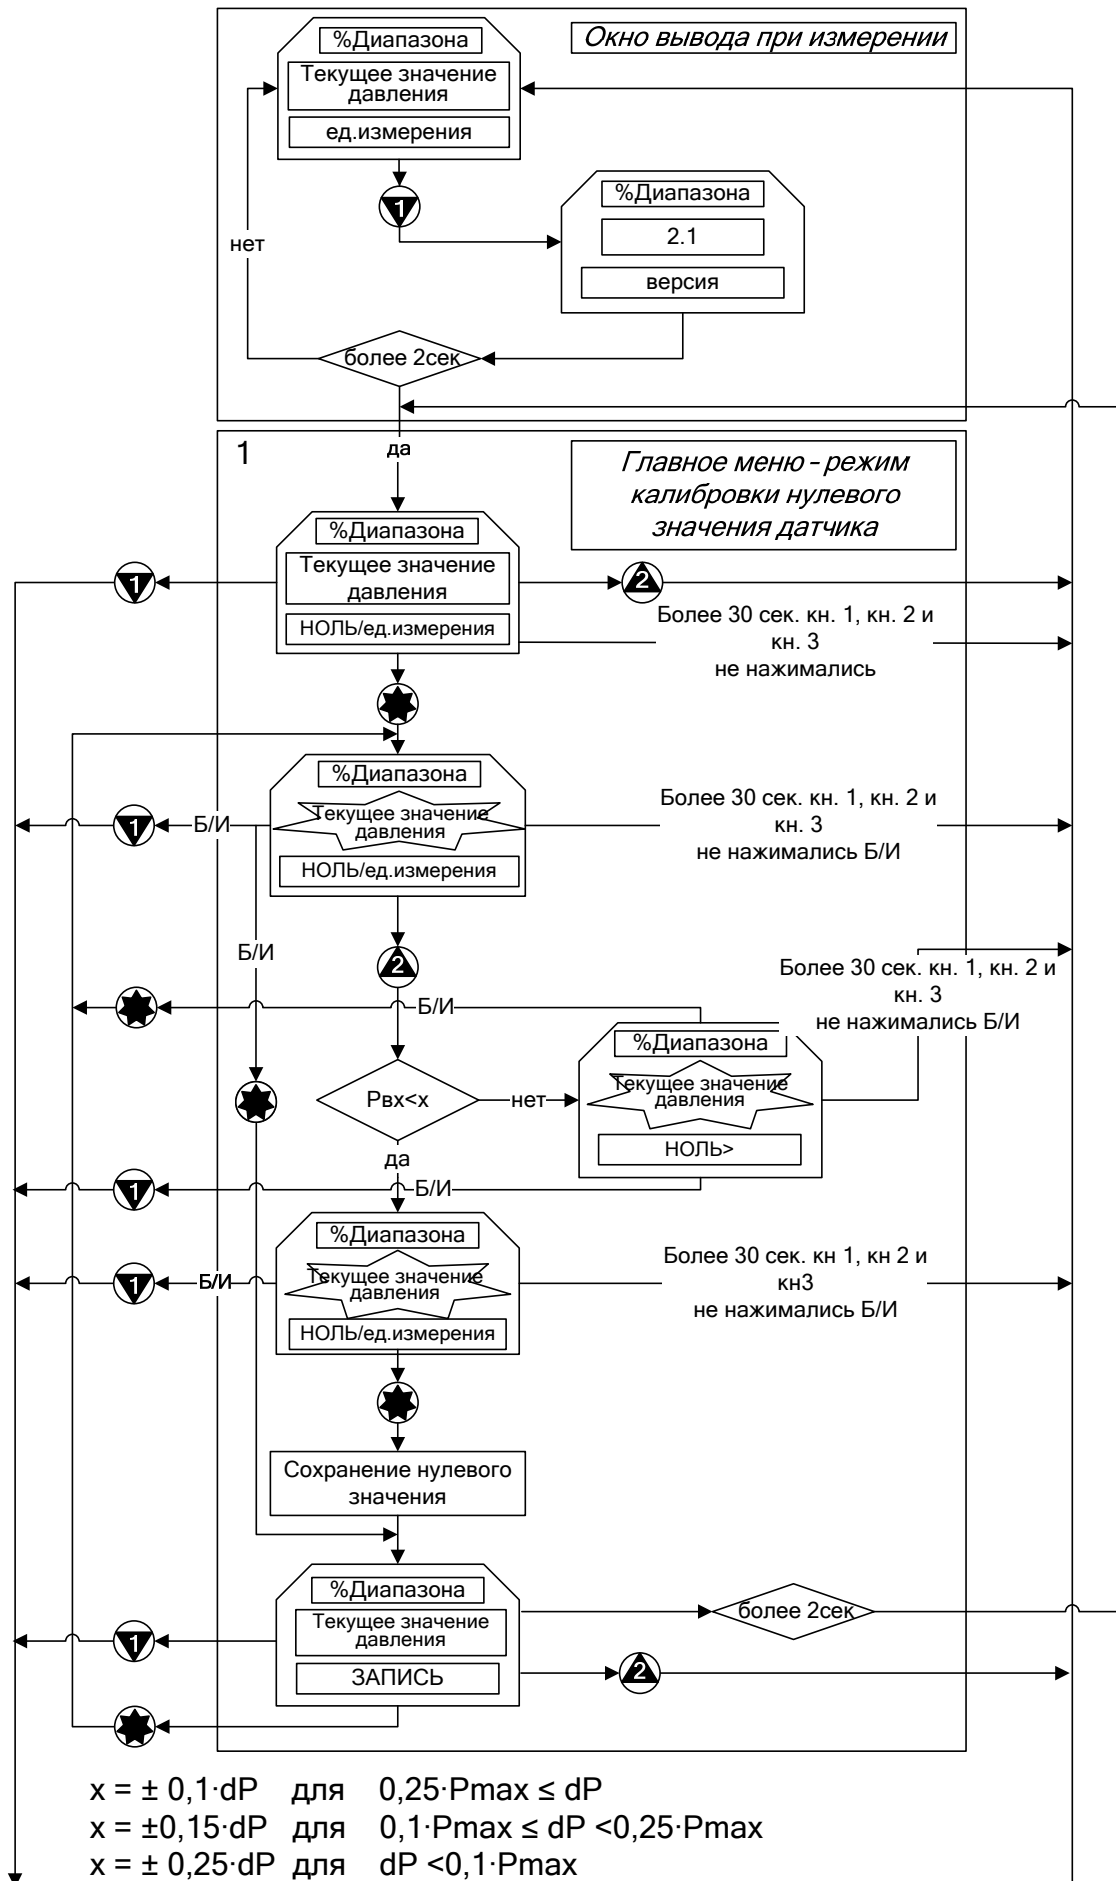 %Диапазона
Окно вывода при измерении
Текущее значение
давления
ед.измерения
1
%Диапазона
2.1
версия
нет
более 2сек
да
1
Главное меню - режим
калибровки нулевого
значения датчика
%Диапазона
Текущее значение
давления
НОЛЬ/ед.измерения
1
2
Более 30 сек. кн. 1, кн. 2 и
кн. 3
не нажимались
%Диапазона
Текущее значение
давления
НОЛЬ/ед.измерения
1
Б/И
Более 30 сек. кн. 1, кн. 2 и
кн. 3
не нажимались Б/И
Б/И
2
Более 30 сек. кн. 1, кн. 2 и
кн. 3
не нажимались Б/И
Б/И
%Диапазона
Текущее значение
давления
НОЛЬ>
Рвх<х
нет
да
1
Б/И
%Диапазона
Текущее значение
давления
НОЛЬ/ед.измерения
1
Б/И
Более 30 сек. кн 1, кн 2 и
кн3
не нажимались Б/И
Сохранение нулевого
значения
%Диапазона
Текущее значение
давления
ЗАПИСЬ
более 2сек
1
2
x = ± 0,1·dP для 0,25·Pmax ≤ dP
x = ±0,15·dP для 0,1·Pmax ≤ dP <0,25·Pmax
x = ± 0,25·dP для dP <0,1·Pmax